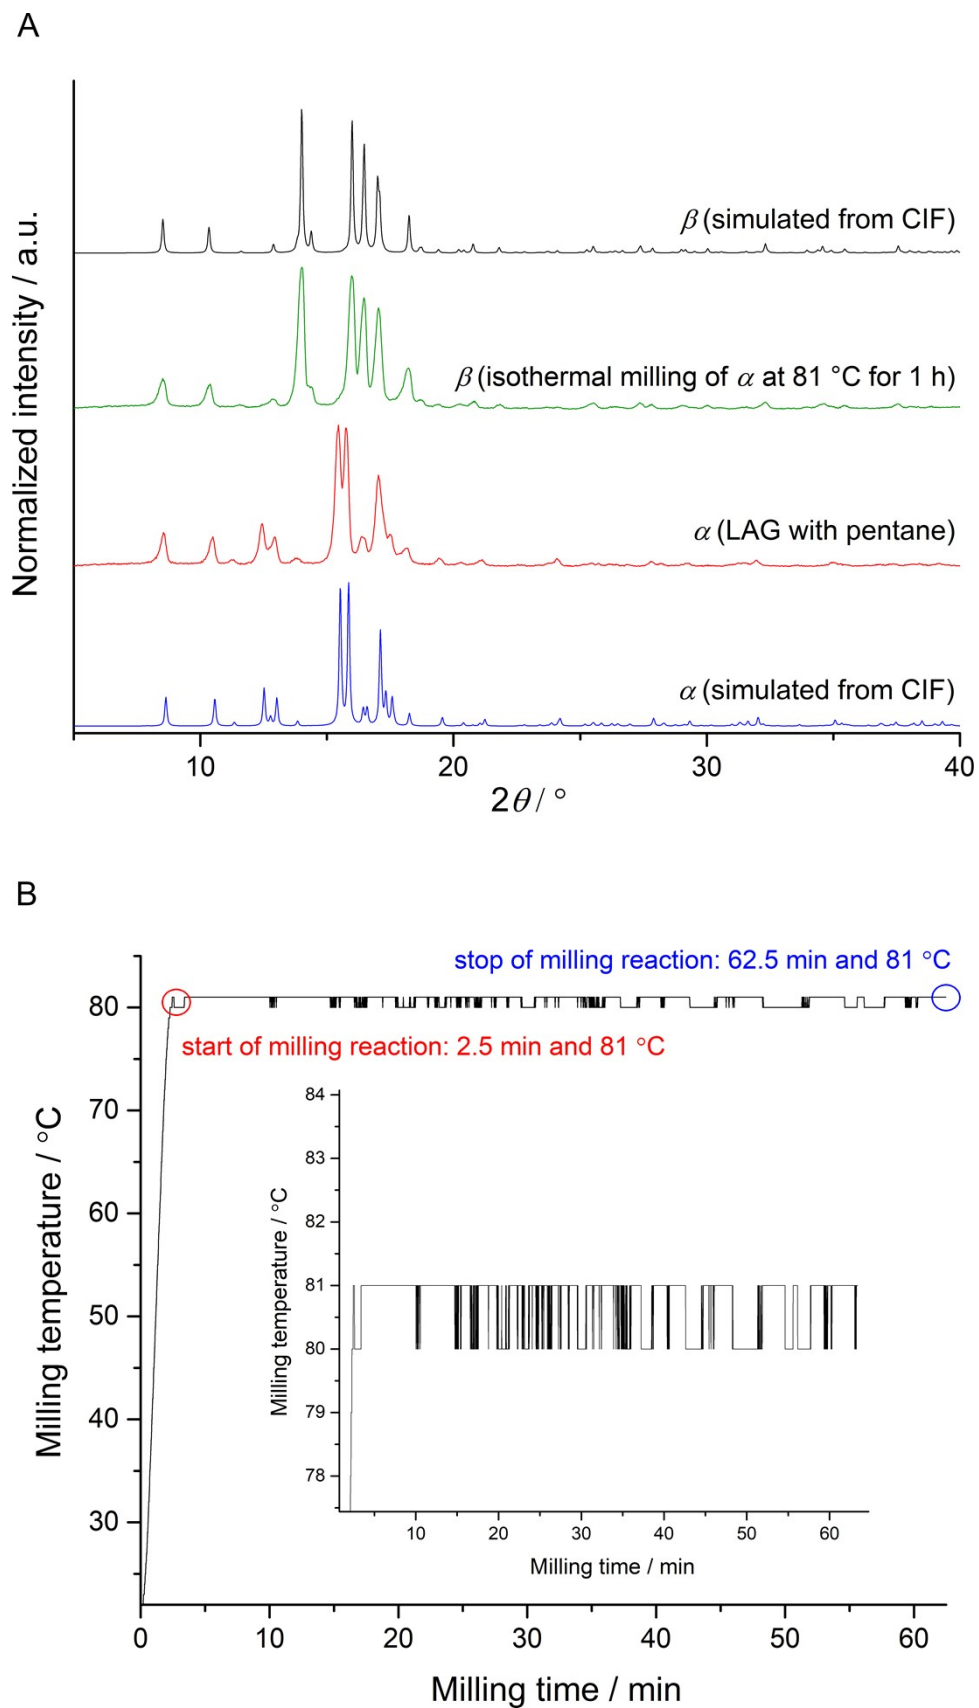 A
Normalized intensity / a.u.
β (simulated from CIF)
β (isothermal milling of α at 81 °C for 1 h)
α (LAG with pentane)
α (simulated from CIF)
10 20 30 40
2θ / °
B
Milling temperature / °C
80
70
60
50
40
30
stop of milling reaction: 62.5 min and 81 °C
start of milling reaction: 2.5 min and 81 °C
Milling temperature / °C
84
83
82
81
80
79
78
10 20 30 40 50 60
Milling time / min
0 10 20 30 40 50 60
Milling time / min